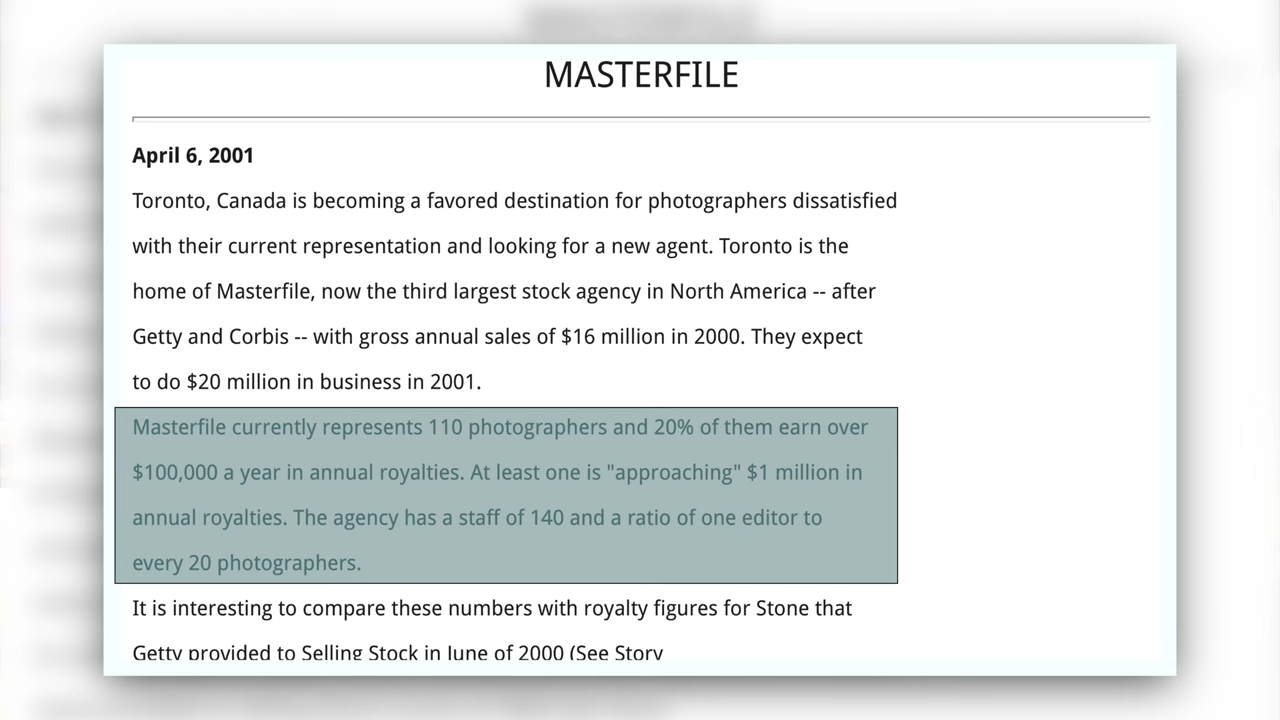 MASTERFILE
April 6, 2001
Toronto, Canada is becoming a favored destination for photographers dissatisfied
with their current representation and looking for a new agent. Toronto is the
home of Masterfile, now the third largest stock agency in North America -- after
Getty and Corbis -- with gross annual sales of $16 million in 2000. They expect
to do $20 million in business in 2001.
Masterfile currently represents 110 photographers and 20% of them earn over
$100,000 a year in annual royalties. At least one is "approaching" $1 million in
annual royalties. The agency has a staff of 140 and a ratio of one editor to
every 20 photographers.
It is interesting to compare these numbers with royalty figures for Stone that
Getty provided to Selling Stock in June of 2000 (See Story